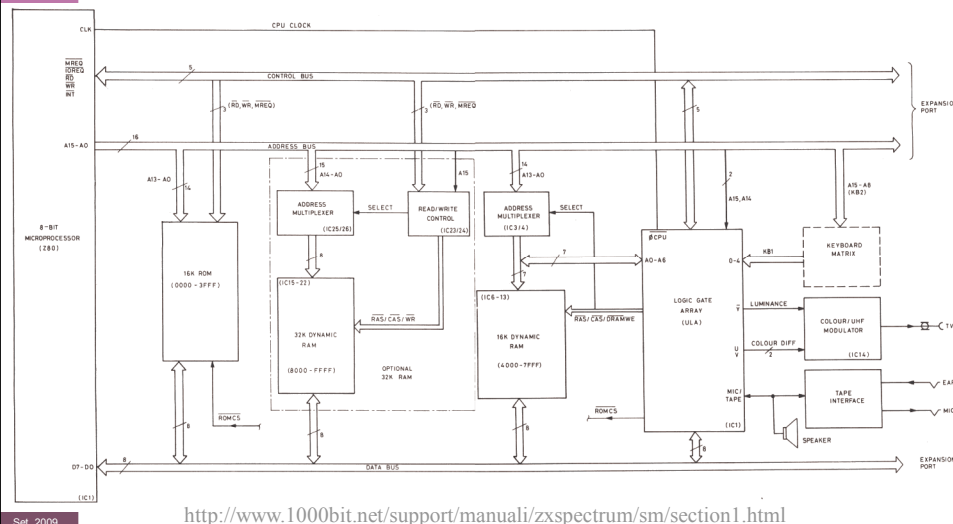 CLK
CPU CLOCK
MREQ
IOREQ
RD
WR
INT
5
CONTROL BUS
3 (RD, WR, MREQ)
3 (RD, WR, MREQ)
5
EXPANSION
PORT
A15-A0
16
ADDRESS BUS
A13-A0
14
15
A14-A0
A15
14
A13-A0
2
A15, A14
A15-A8
(KB2)
8-BIT
MICROPROCESSOR
(Z80)
ADDRESS
MULTIPLEXER
(IC25/26)
SELECT
READ/WRITE
CONTROL
(IC23/24)
ADDRESS
MULTIPLEXER
(IC3/4)
SELECT
ØCPU
A0-A6
0-4
KB1
KEYBOARD
MATRIX
16K ROM
(0000-3FFF)
(IC15-22)
32K DYNAMIC
RAM
(8000-FFFF)
RAS/CAS/WR
OPTIONAL
32K RAM
7
7
(IC6-13)
16K DYNAMIC
RAM
(4000-7FFF)
RAS/CAS/DRAMWE
LOGIC GATE
ARRAY
(ULA)
Y
LUMINANCE
U
V
COLOUR DIFF
2
COLOUR/UHF
MODULATOR
(IC14)
TV
MIC/
TAPE
(IC1)
TAPE
INTERFACE
EAR
MIC
SPEAKER
ROMCS
ROMCS
8
8
8
8
D7-D0
8
DATA BUS
EXPANSION
PORT
(IC1)
Set. 2009
http://www.1000bit.net/support/manuali/zxspectrum/sm/section1.html